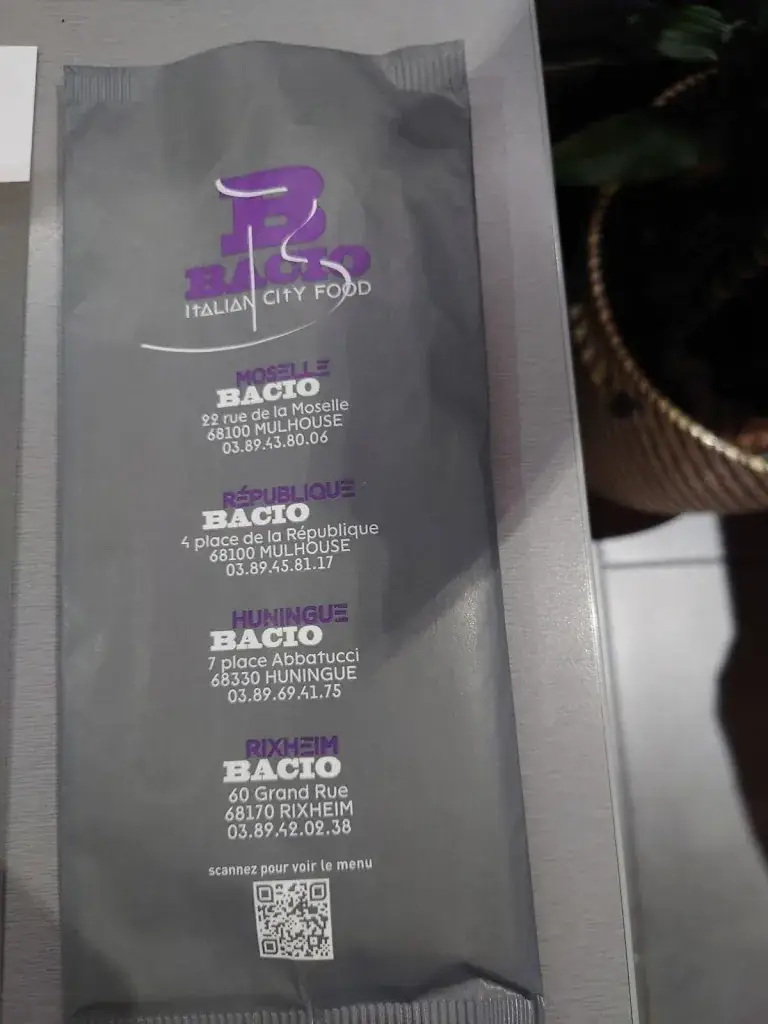 B
BACIO
ITALIAN CITY FOOD
MOSELLE
BACIO
22 rue de la Moselle
68100 MULHOUSE
03.89.43.80.06
RÉPUBLIQUE
BACIO
4 place de la République
68100 MULHOUSE
03.89.45.81.17
HUNINGUE
BACIO
7 place Abbatucci
68330 HUNINGUE
03.89.69.41.75
RIXHEIM
BACIO
60 Grand Rue
68170 RIXHEIM
03.89.42.02.38
scannez pour voir le menu